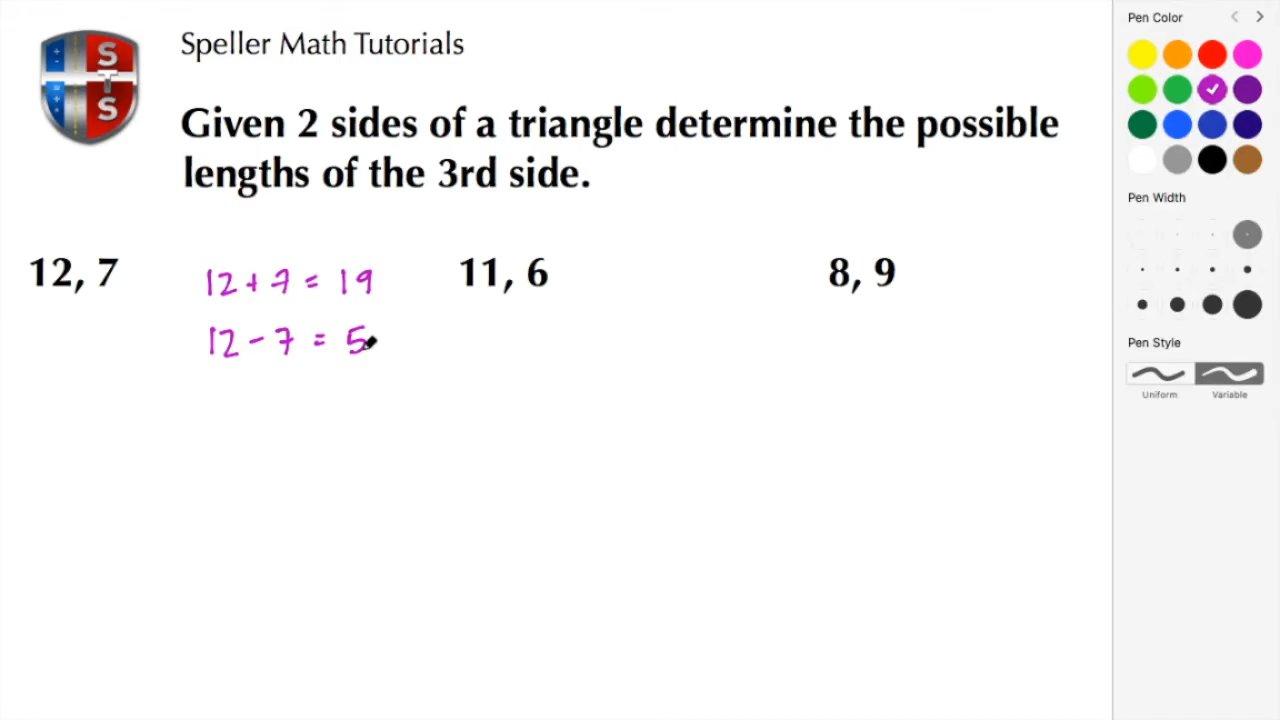 Speller Math Tutorials
STS
Given 2 sides of a triangle determine the possible
lengths of the 3rd side.
12, 7
12 + 7 = 19
12 - 7 = 5
11, 6
8, 9
Pen Color
Pen Width
Pen Style
Uniform
Variable